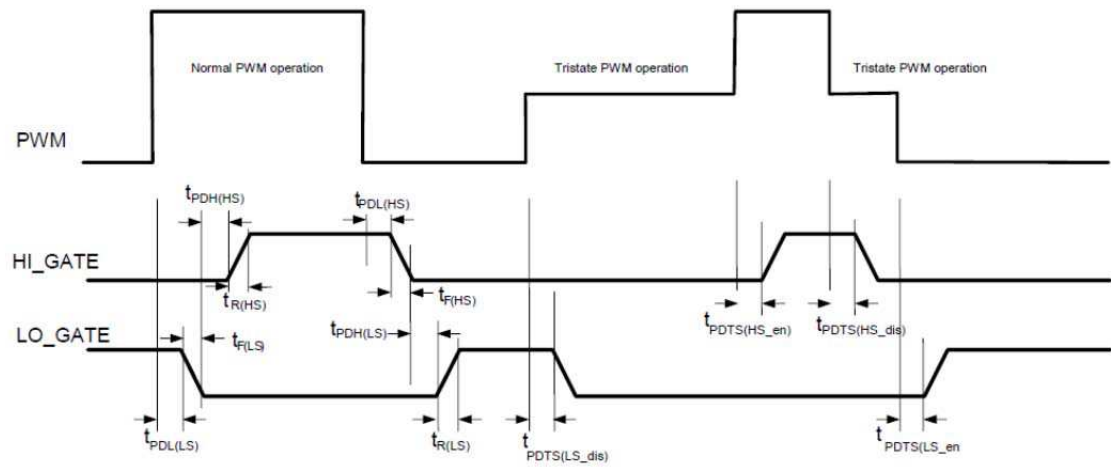 Normal PWM operation
Tristate PWM operation
Tristate PWM operation
PWM
tPDH(HS)
tPDL(HS)
HI_GATE
tR(HS)
tF(HS)
tPDTS(HS_en)
tPDTS(HS_dis)
tPDH(LS)
LO_GATE
tF(LS)
tPDL(LS)
tR(LS)
tPDTS(LS_dis)
tPDTS(LS_en